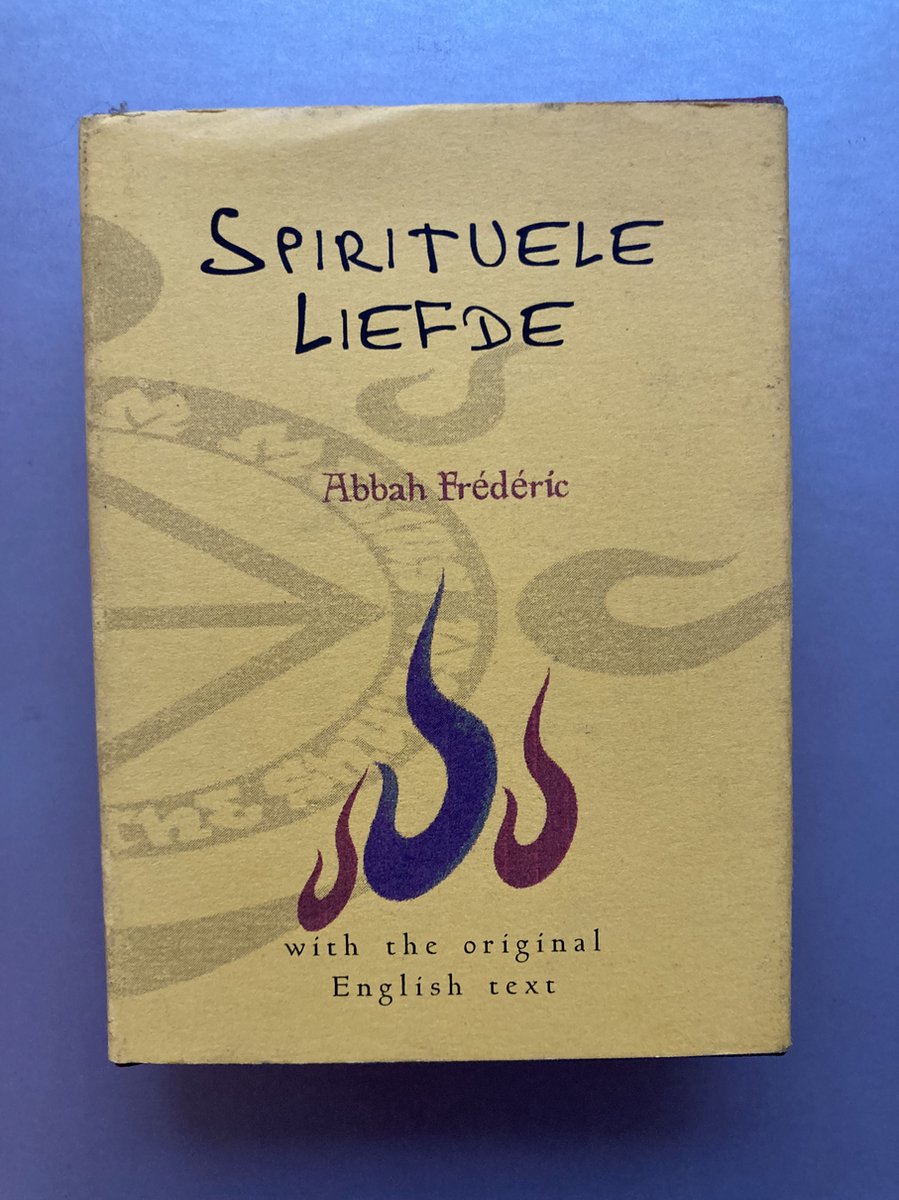 SPIRITUELE
LIEFDE
Abbah Frédéric
with the original
English text